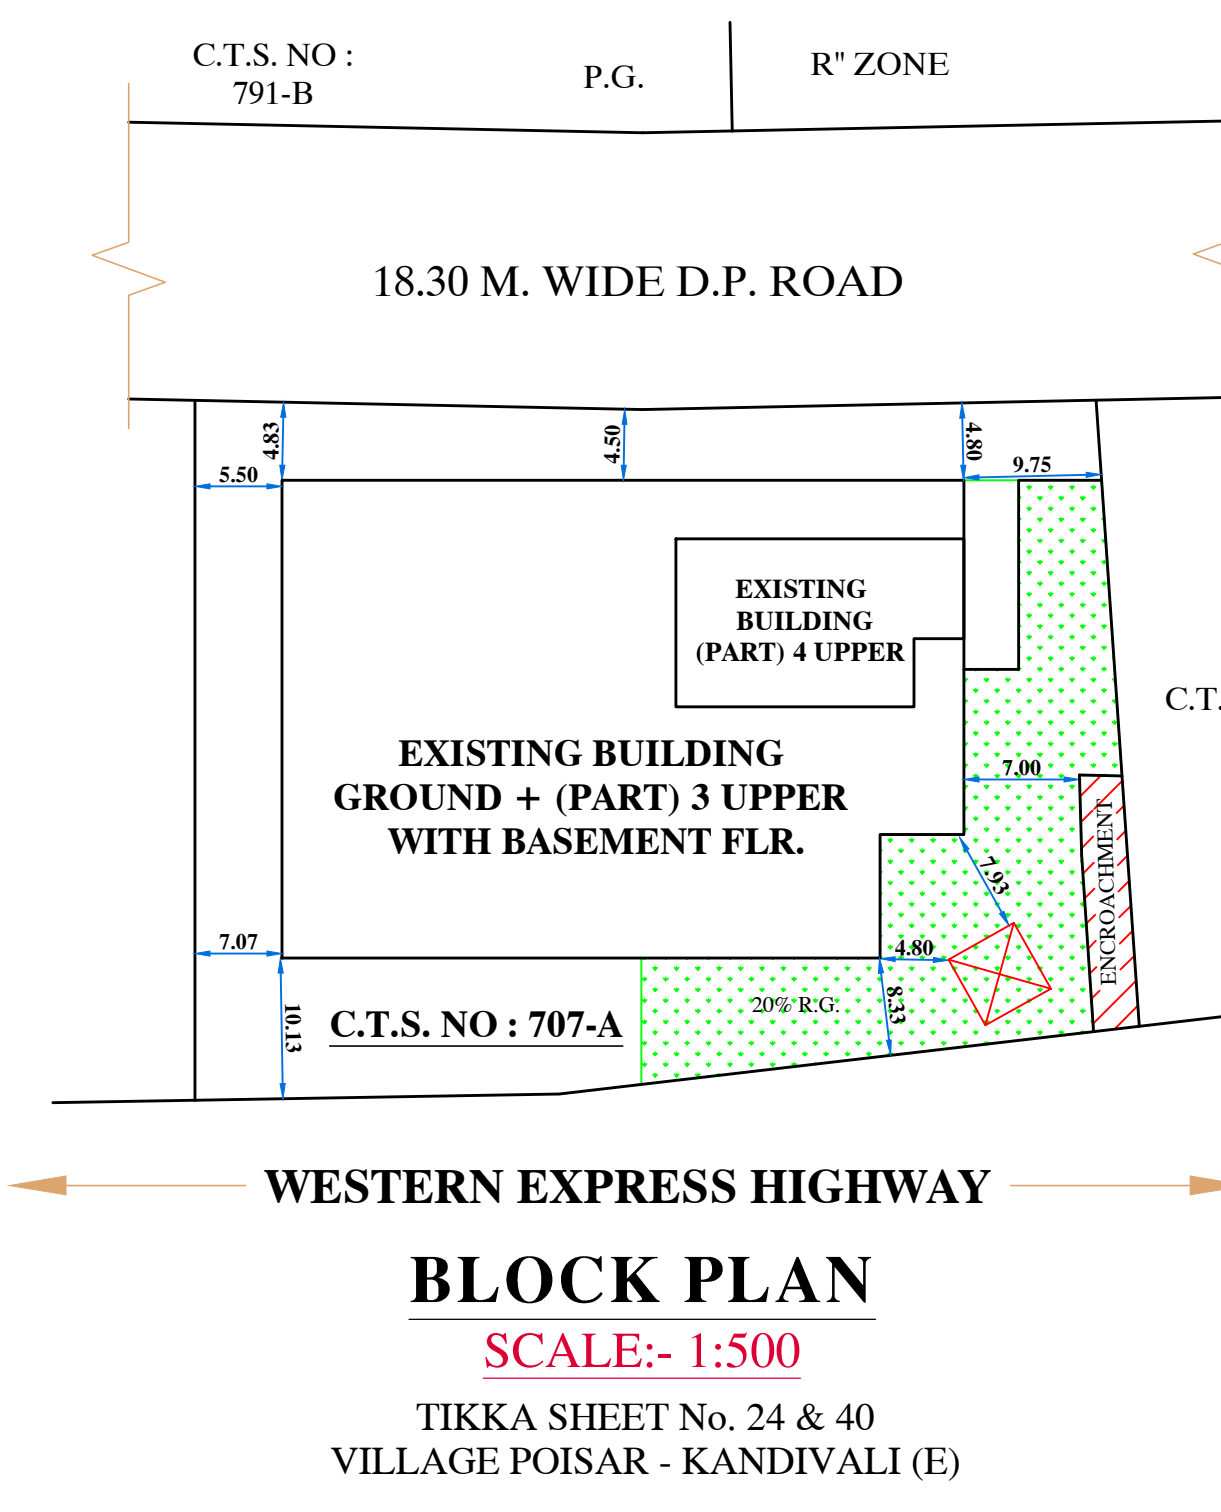 C.T.S. NO :
791-B
P.G.
R" ZONE
18.30 M. WIDE D.P. ROAD
4.83
4.50
4.80
5.50
9.75
EXISTING
BUILDING
(PART) 4 UPPER
C.T.
EXISTING BUILDING
GROUND + (PART) 3 UPPER
WITH BASEMENT FLR.
7.00
ENCROACHMENT
7.93
7.07
4.80
10.13
C.T.S. NO : 707-A
20% R.G.
8.33
WESTERN EXPRESS HIGHWAY
BLOCK PLAN
SCALE:- 1:500
TIKKA SHEET No. 24 & 40
VILLAGE POISAR - KANDIVALI (E)